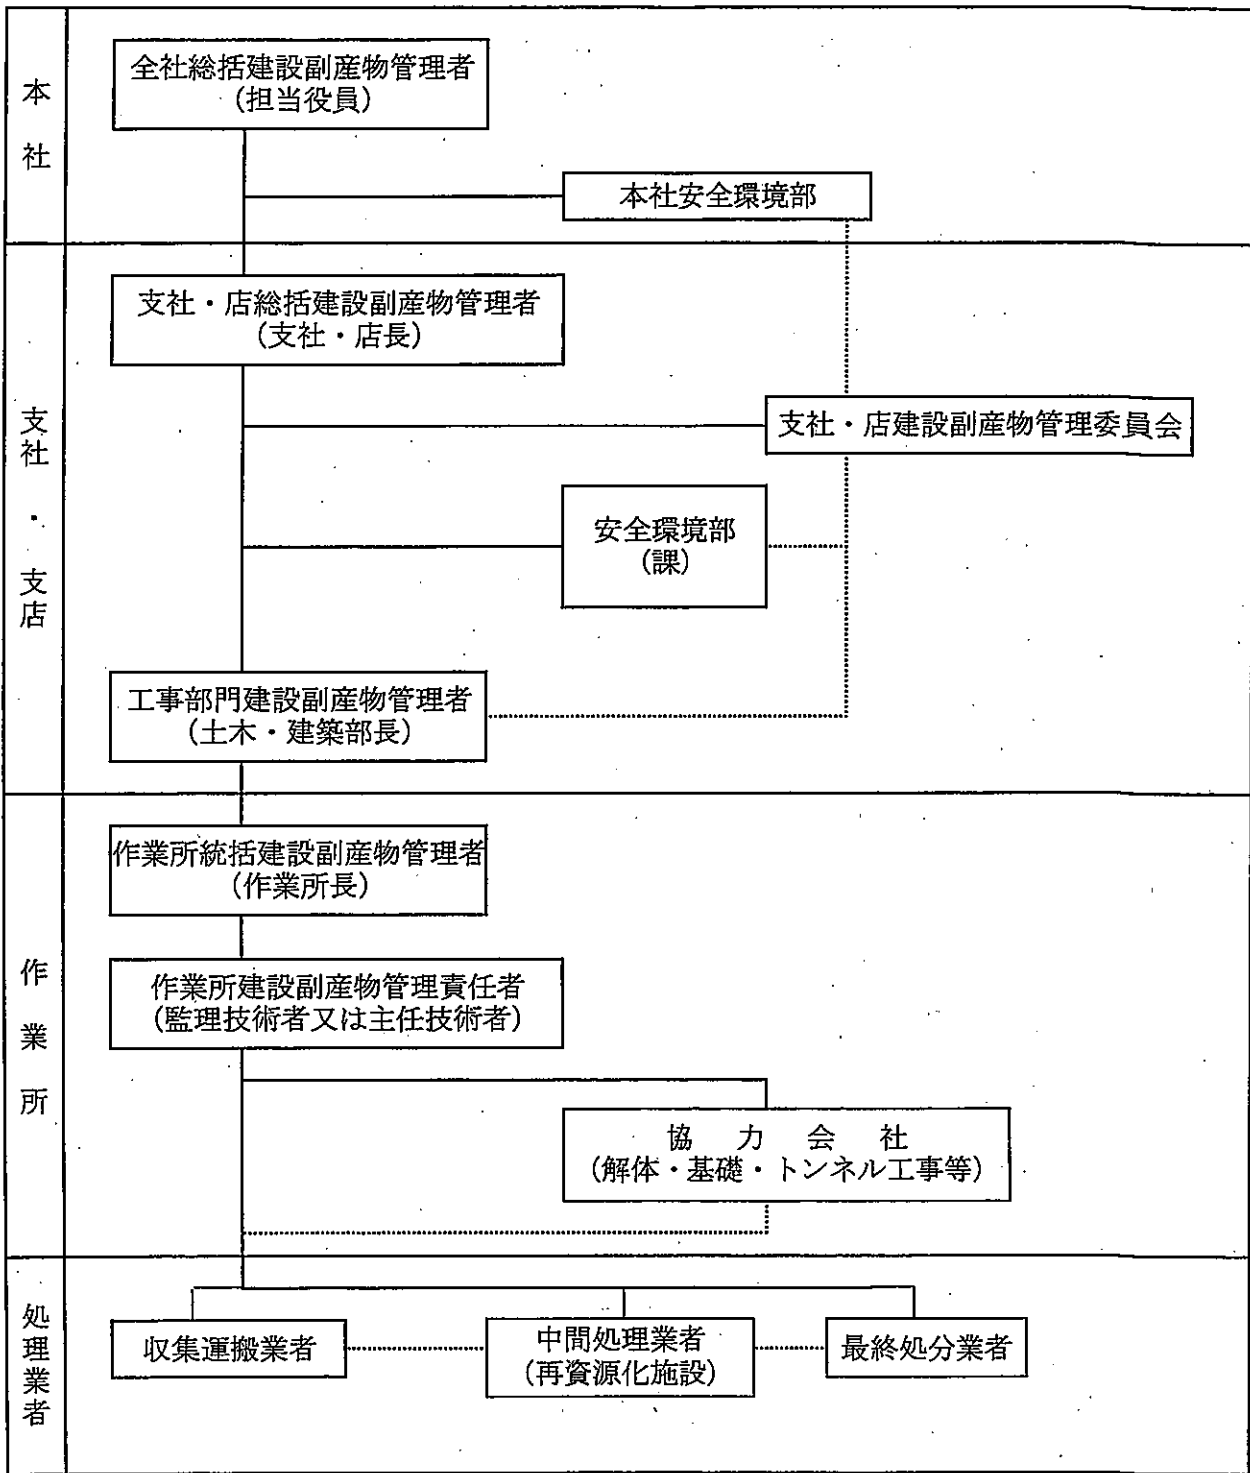 本社
全社総括建設副産物管理者
(担当役員)
本社安全環境部
支社・支店
支社・店総括建設副産物管理者
(支社・店長)
支社・店建設副産物管理委員会
安全環境部
(課)
工事部門建設副産物管理者
(土木・建築部長)
作業所
作業所統括建設副産物管理者
(作業所長)
作業所建設副産物管理責任者
(監理技術者又は主任技術者)
協力会社
(解体・基礎・トンネル工事等)
処理業者
収集運搬業者
中間処理業者
(再資源化施設)
最終処分業者